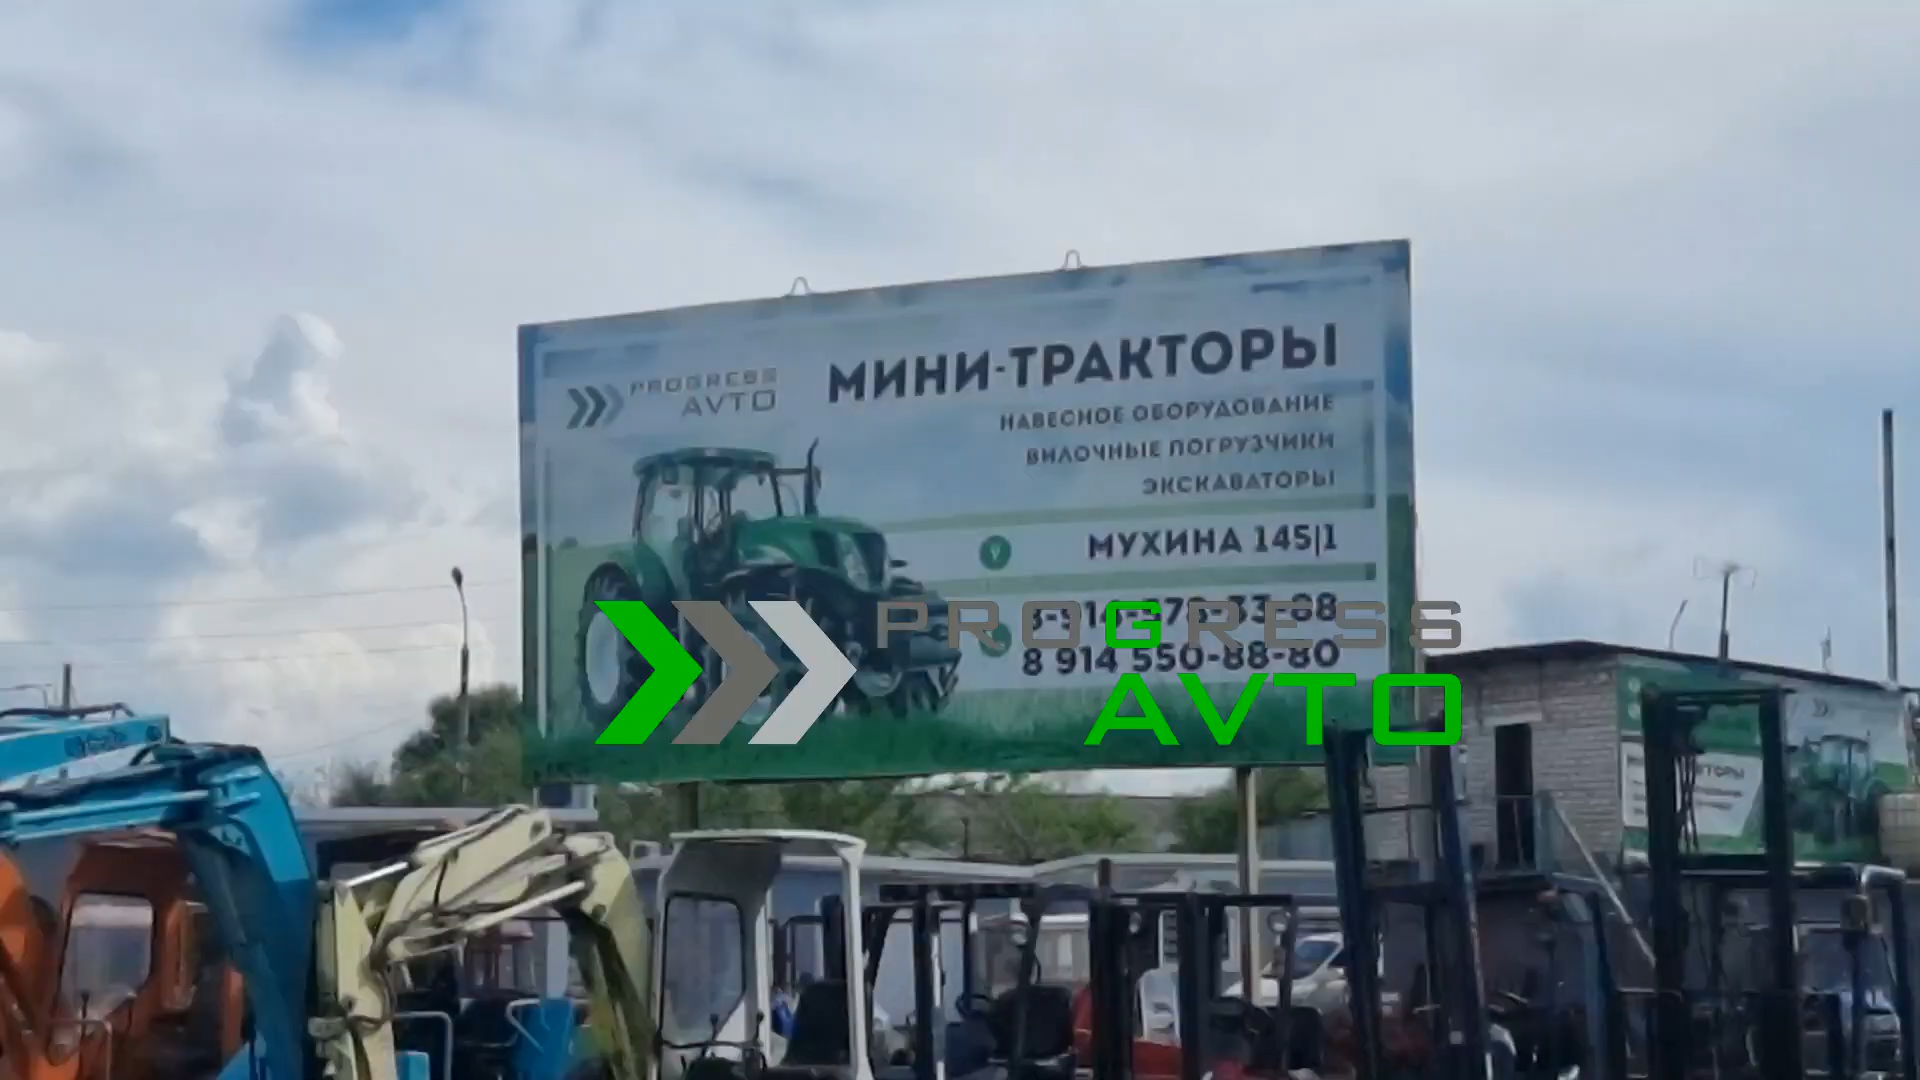 PROGRESS
AVTO
МИНИ-ТРАКТОРЫ
НАВЕСНОЕ ОБОРУДОВАНИЕ
ВИЛОЧНЫЕ ПОГРУЗЧИКИ
ЭКСКАВАТОРЫ
МУХИНА 145|1
8 914 550-88-80
PROGRESS
AVTO